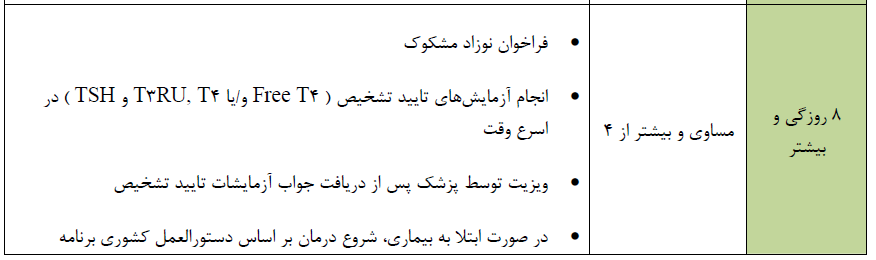 ۸ روزگی و
بیشتر
مساوی و بیشتر از ۴
• فراخوان نوزاد مشکوک
• انجام آزمایش‌های تایید تشخیص ( Free T۴ و/یا T۳RU, T۴ و TSH ) در
اسرع وقت
• ویزیت توسط پزشک پس از دریافت جواب آزمایشات تایید تشخیص
• در صورت ابتلا به بیماری، شروع درمان بر اساس دستورالعمل کشوری برنامه